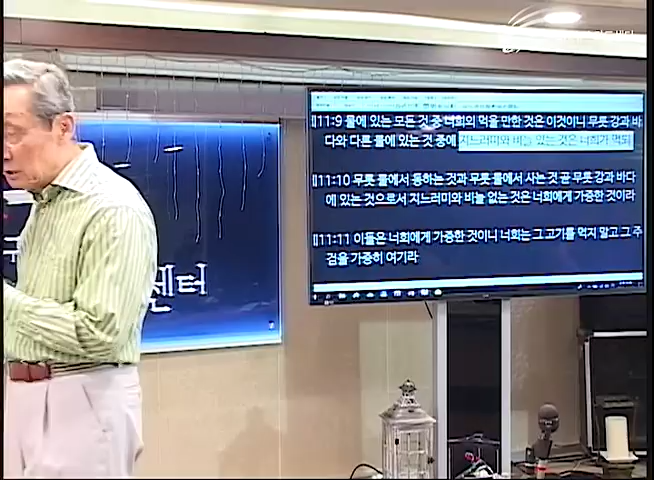 11:9 물에 있는 모든 것 중 너희의 먹을 만한 것은 이것이니 무릇 강과 바
다와 다른 물에 있는 것 중에 지느러미와 비늘 있는 것은 너희가 먹되
11:10 무릇 물에서 동하는 것과 무릇 물에서 사는 것 곧 무릇 강과 바다
에 있는 것으로서 지느러미와 비늘 없는 것은 너희에게 가증한 것이라
11:11 이들은 너희에게 가증한 것이니 너희는 그 고기를 먹지 말고 그 주
검을 가증히 여기라
센터